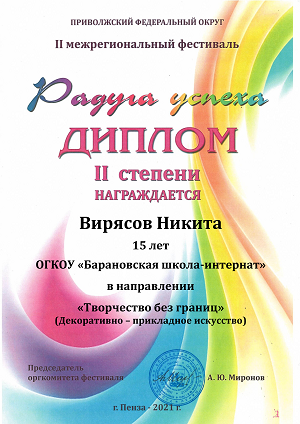 ПРИВОЛЖСКИЙ ФЕДЕРАЛЬНЫЙ ОКРУГ
II межрегиональный фестиваль
Радуга успеха
ДИПЛОМ
II степени
НАГРАЖДАЕТСЯ
Вирясов Никита
15 лет
ОГКОУ «Барановская школа-интернат»
в направлении
«Творчество без границ»
(Декоративно – прикладное искусство)
Председатель
оргкомитета фестиваля
А. Ю. Миронов
г. Пенза - 2021 г.